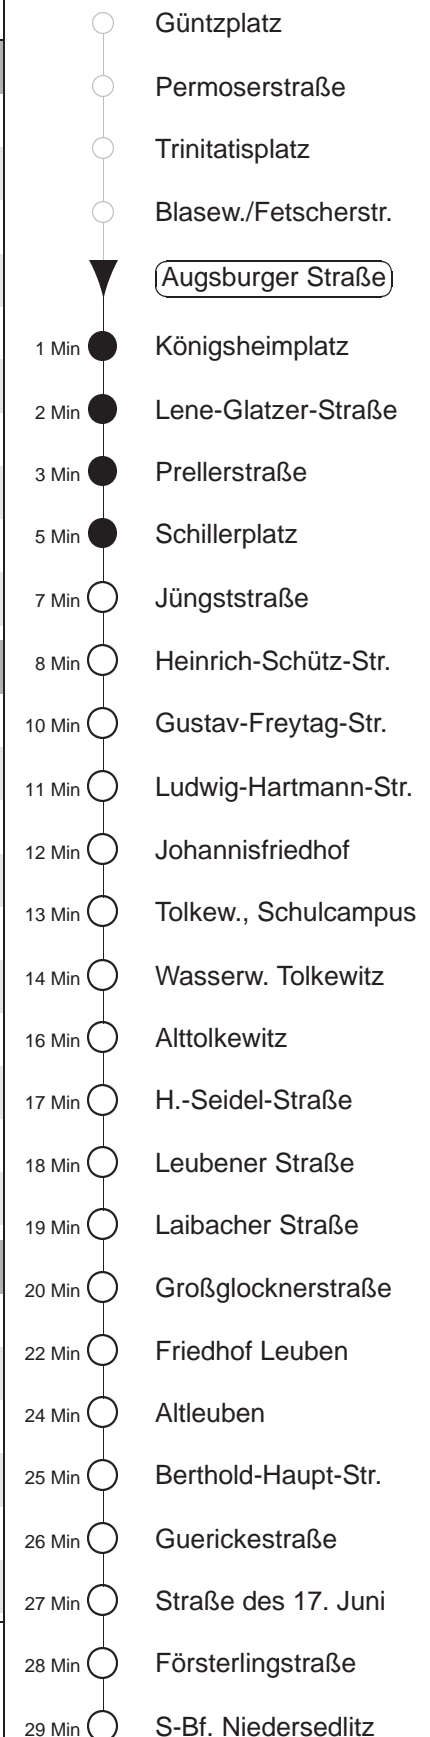 Güntzplatz
Permoserstraße
Trinitatisplatz
Blasew./Fetscherstr.
Augsburger Straße
1 Min Königsheimplatz
2 Min Lene-Glatzer-Straße
3 Min Prellerstraße
5 Min Schillerplatz
7 Min Jüngststraße
8 Min Heinrich-Schütz-Str.
10 Min Gustav-Freytag-Str.
11 Min Ludwig-Hartmann-Str.
12 Min Johannisfriedhof
13 Min Tolkew., Schulcampus
14 Min Wasserw. Tolkewitz
16 Min Alttolkewitz
17 Min H.-Seidel-Straße
18 Min Leubener Straße
19 Min Laibacher Straße
20 Min Großglocknerstraße
22 Min Friedhof Leuben
24 Min Altleuben
25 Min Berthold-Haupt-Str.
26 Min Guerickestraße
27 Min Straße des 17. Juni
28 Min Försterlingstraße
29 Min S-Bf. Niedersedlitz